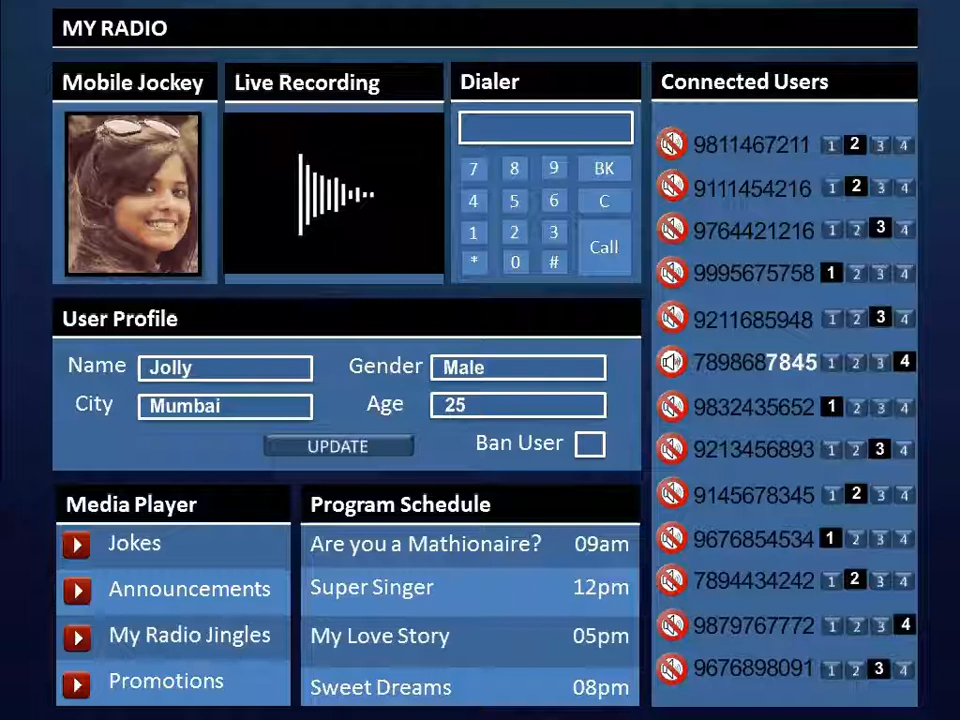 MY RADIO
Mobile Jockey
Live Recording
Dialer
7 8 9 BK
4 5 6 C
1 2 3 Call
* 0 #
User Profile
Name Jolly Gender Male
City Mumbai Age 25
UPDATE Ban User
Media Player
Jokes
Announcements
My Radio Jingles
Promotions
Program Schedule
Are you a Mathionaire? 09am
Super Singer 12pm
My Love Story 05pm
Sweet Dreams 08pm
Connected Users
9811467211 1 2 3 4
9111454216 1 2 3 4
9764421216 1 2 3 4
9995675758 1 2 3 4
9211685948 1 2 3 4
7898687845 1 2 3 4
9832435652 1 2 3 4
9213456893 1 2 3 4
9145678345 1 2 3 4
9676854534 1 2 3 4
7894434242 1 2 3 4
9879767772 1 2 3 4
9676898091 1 2 3 4